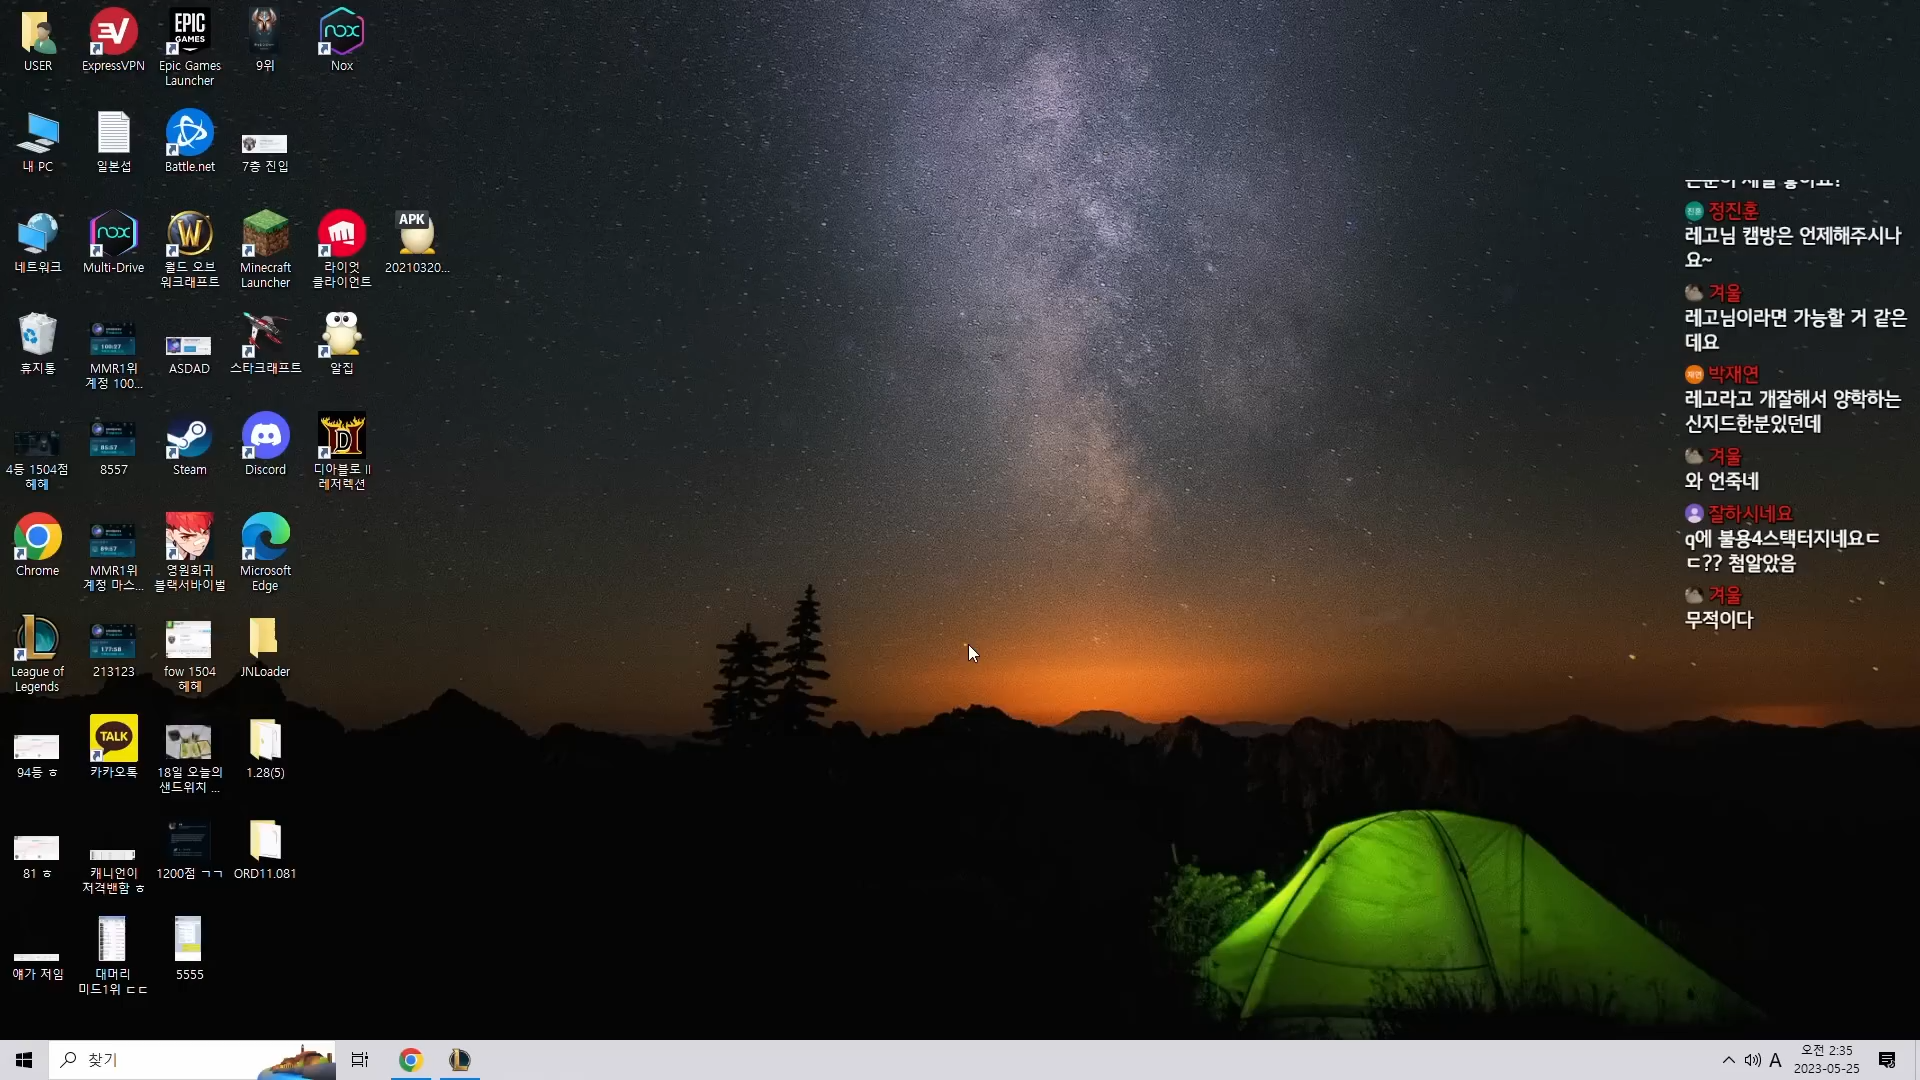 USER
ExpressVPN
EPIC
GAMES
Epic Games
Launcher
9위
nox
Nox
내 PC
일본섭
Battle.net
7층 진입
네트워크
nox
Multi-Drive
월드 오브
워크래프트
Minecraft
Launcher
라이엇
클라이언트
APK
20210320...
휴지통
100:27
MMR1위
계정 100...
ASDAD
스타크래프트
알집
4등 1504점
헤헤
8557
Steam
Discord
디아블로 II
레저렉션
Chrome
MMR1위
계정 마스...
영원회귀
블랙서바이벌
Microsoft
Edge
League of
Legends
177:58
213123
fow 1504
헤헤
JNLoader
94등 ㅎ
TALK
카카오톡
18일 오늘의
샌드위치 ...
1.28(5)
81 ㅎ
캐니언이
저격밴함 ㅎ
1200점 ㄱㄱ
ORD11.081
얘가 저임
대머리
미드1위 ㄷㄷ
5555
정진훈
레고님 캠방은 언제해주시나
요~
겨울
레고님이라면 가능할 거 같은
데요
박재연
레고라고 개잘해서 양학하는
신지드한분있던데
겨울
와 언죽네
잘하시네요
q에 불용4스택터지네요ㄷ
ㄷ?? 첨알았음
겨울
무적이다
찾기
A
오전 2:35
2023-05-25